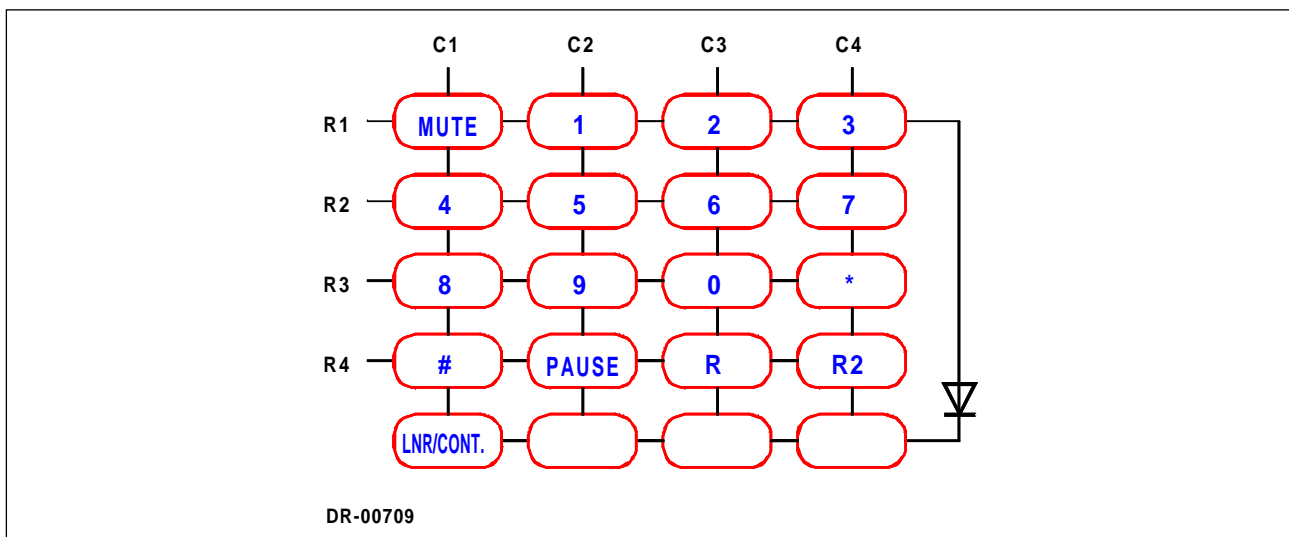 C1 C2 C3 C4
R1 MUTE 1 2 3
R2 4 5 6 7
R3 8 9 0 *
R4 # PAUSE R R2
LNR/CONT.
DR-00709